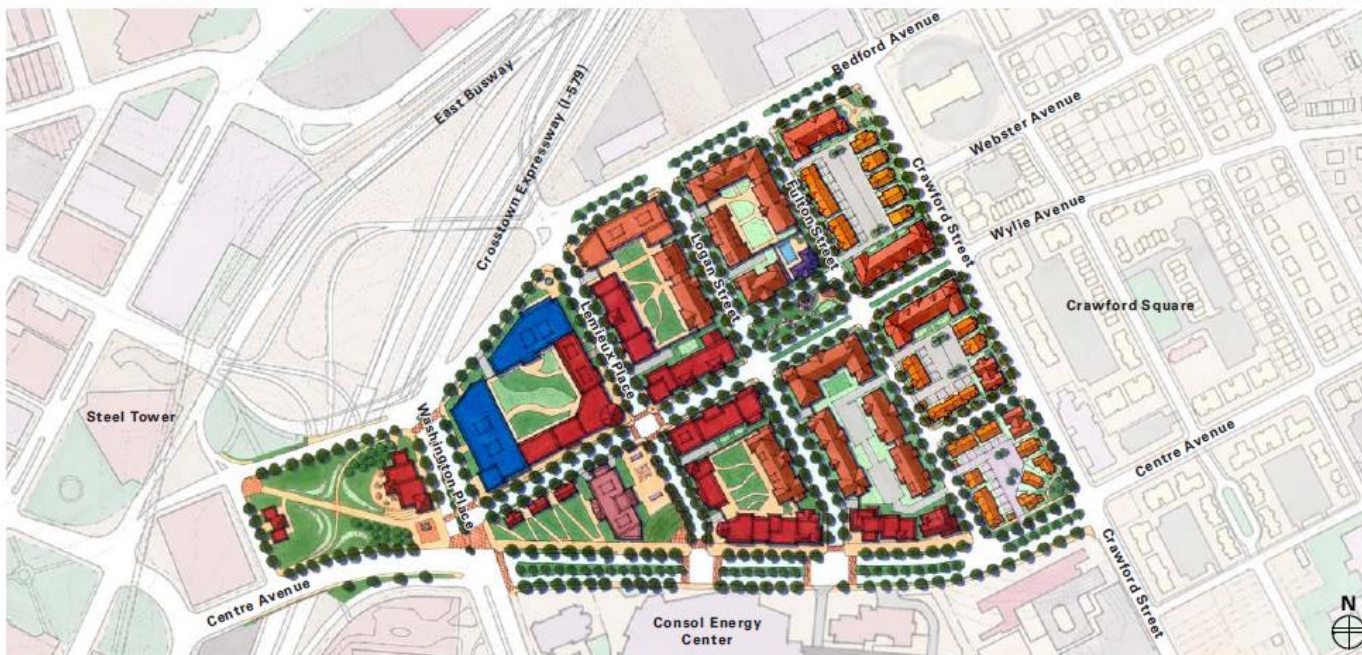 Bedford Avenue
East Busway
Crosstown Expressway (I-579)
Webster Avenue
Fulton Street
Crawford Street
Wylie Avenue
Logan Street
Crawford Square
Lemieux Place
Steel Tower
Washington Place
Centre Avenue
Centre Avenue
Crawford Street
Consol Energy
Center
N